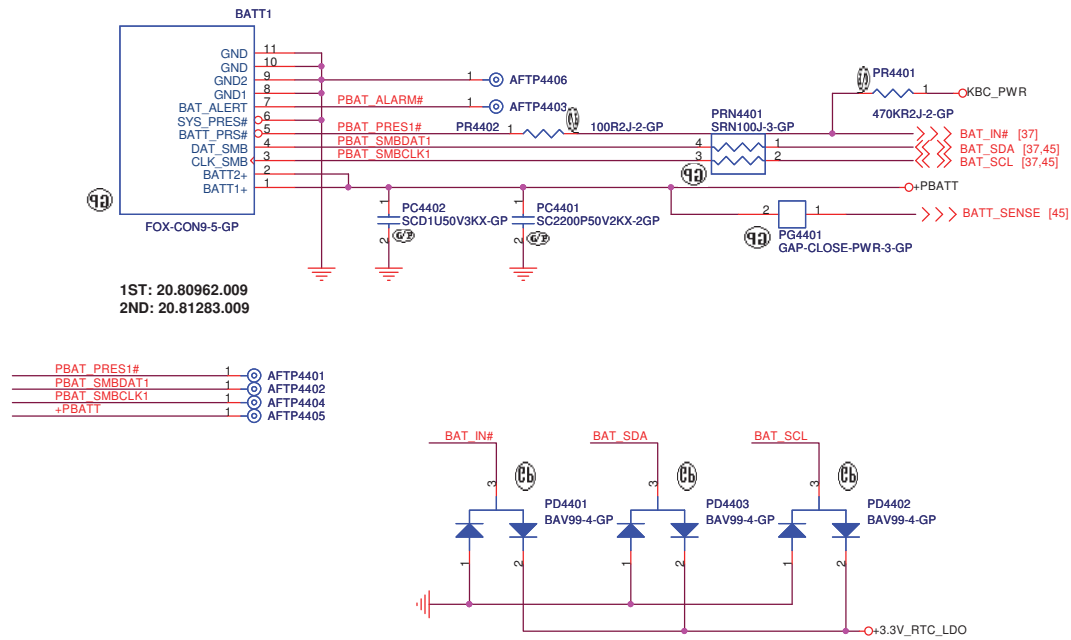 BATT1
GND 11
GND 10
GND2 9
GND1 8
BAT_ALERT 7
SYS_PRES# 6
BATT_PRS# 5
DAT_SMB 4
CLK_SMB 3
BATT2+ 2
BATT1+ 1
FOX-CON9-5-GP
1 AFTP4406
PBAT_ALARM# 1 AFTP4403
PBAT_PRES1# PR4402 1 100R2J-2-GP
PBAT_SMBDAT1
PBAT_SMBCLK1
PRN4401
SRN100J-3-GP
4 1
3 2
PR4401
1 KBC_PWR
470KR2J-2-GP
BAT_IN# [37]
BAT_SDA [37,45]
BAT_SCL [37,45]
+PBATT
1 PC4402
SCD1U50V3KX-GP
2
1 PC4401
SC2200P50V2KX-2GP
2
2 1 BATT_SENSE [45]
PG4401
GAP-CLOSE-PWR-3-GP
1ST: 20.80962.009
2ND: 20.81283.009
PBAT_PRES1# 1 AFTP4401
PBAT_SMBDAT1 1 AFTP4402
PBAT_SMBCLK1 1 AFTP4404
+PBATT 1 AFTP4405
BAT_IN# BAT_SDA BAT_SCL
3 3 3
PD4401 PD4403 PD4402
BAV99-4-GP BAV99-4-GP BAV99-4-GP
1 2 1 2 1 2
+3.3V_RTC_LDO